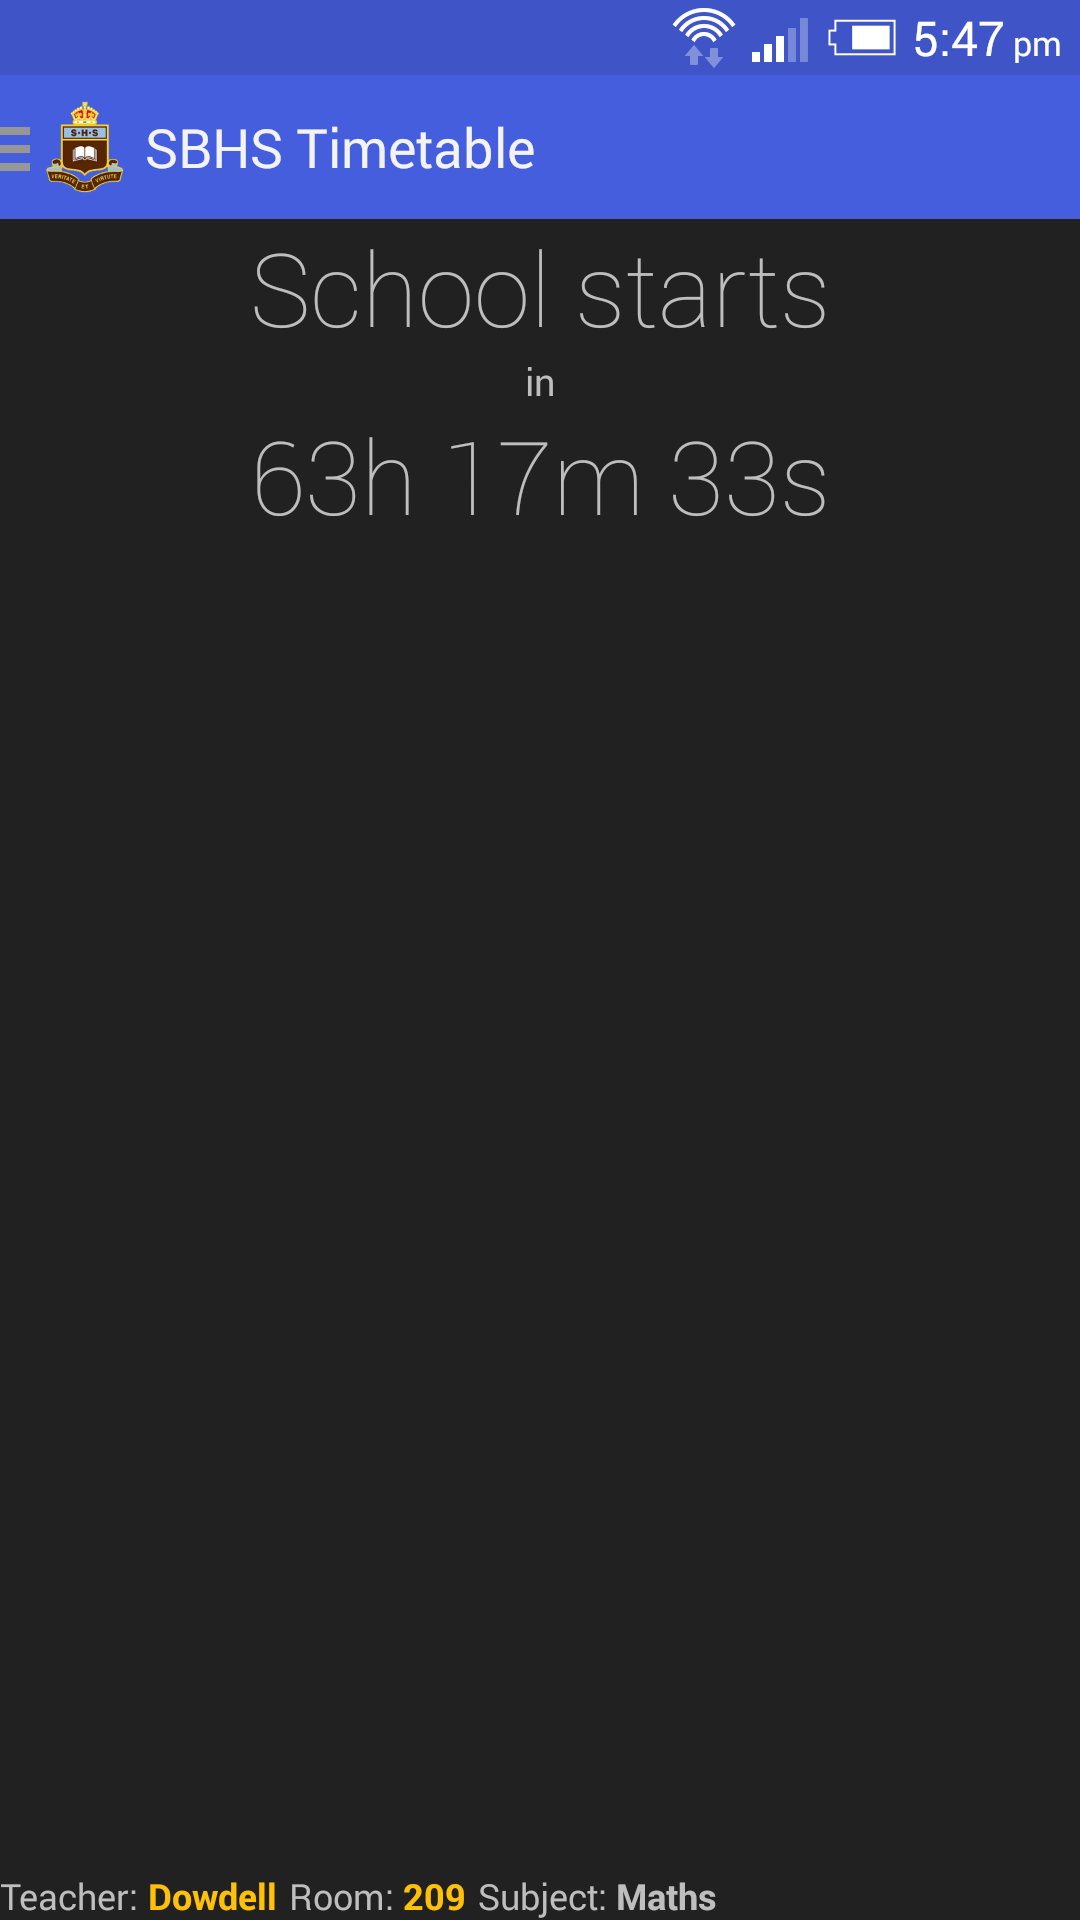 5:47 pm
S·H·S
VERITATE ET VIRTUTE
SBHS Timetable
School starts
in
63h 17m 33s
Teacher: Dowdell Room: 209 Subject: Maths